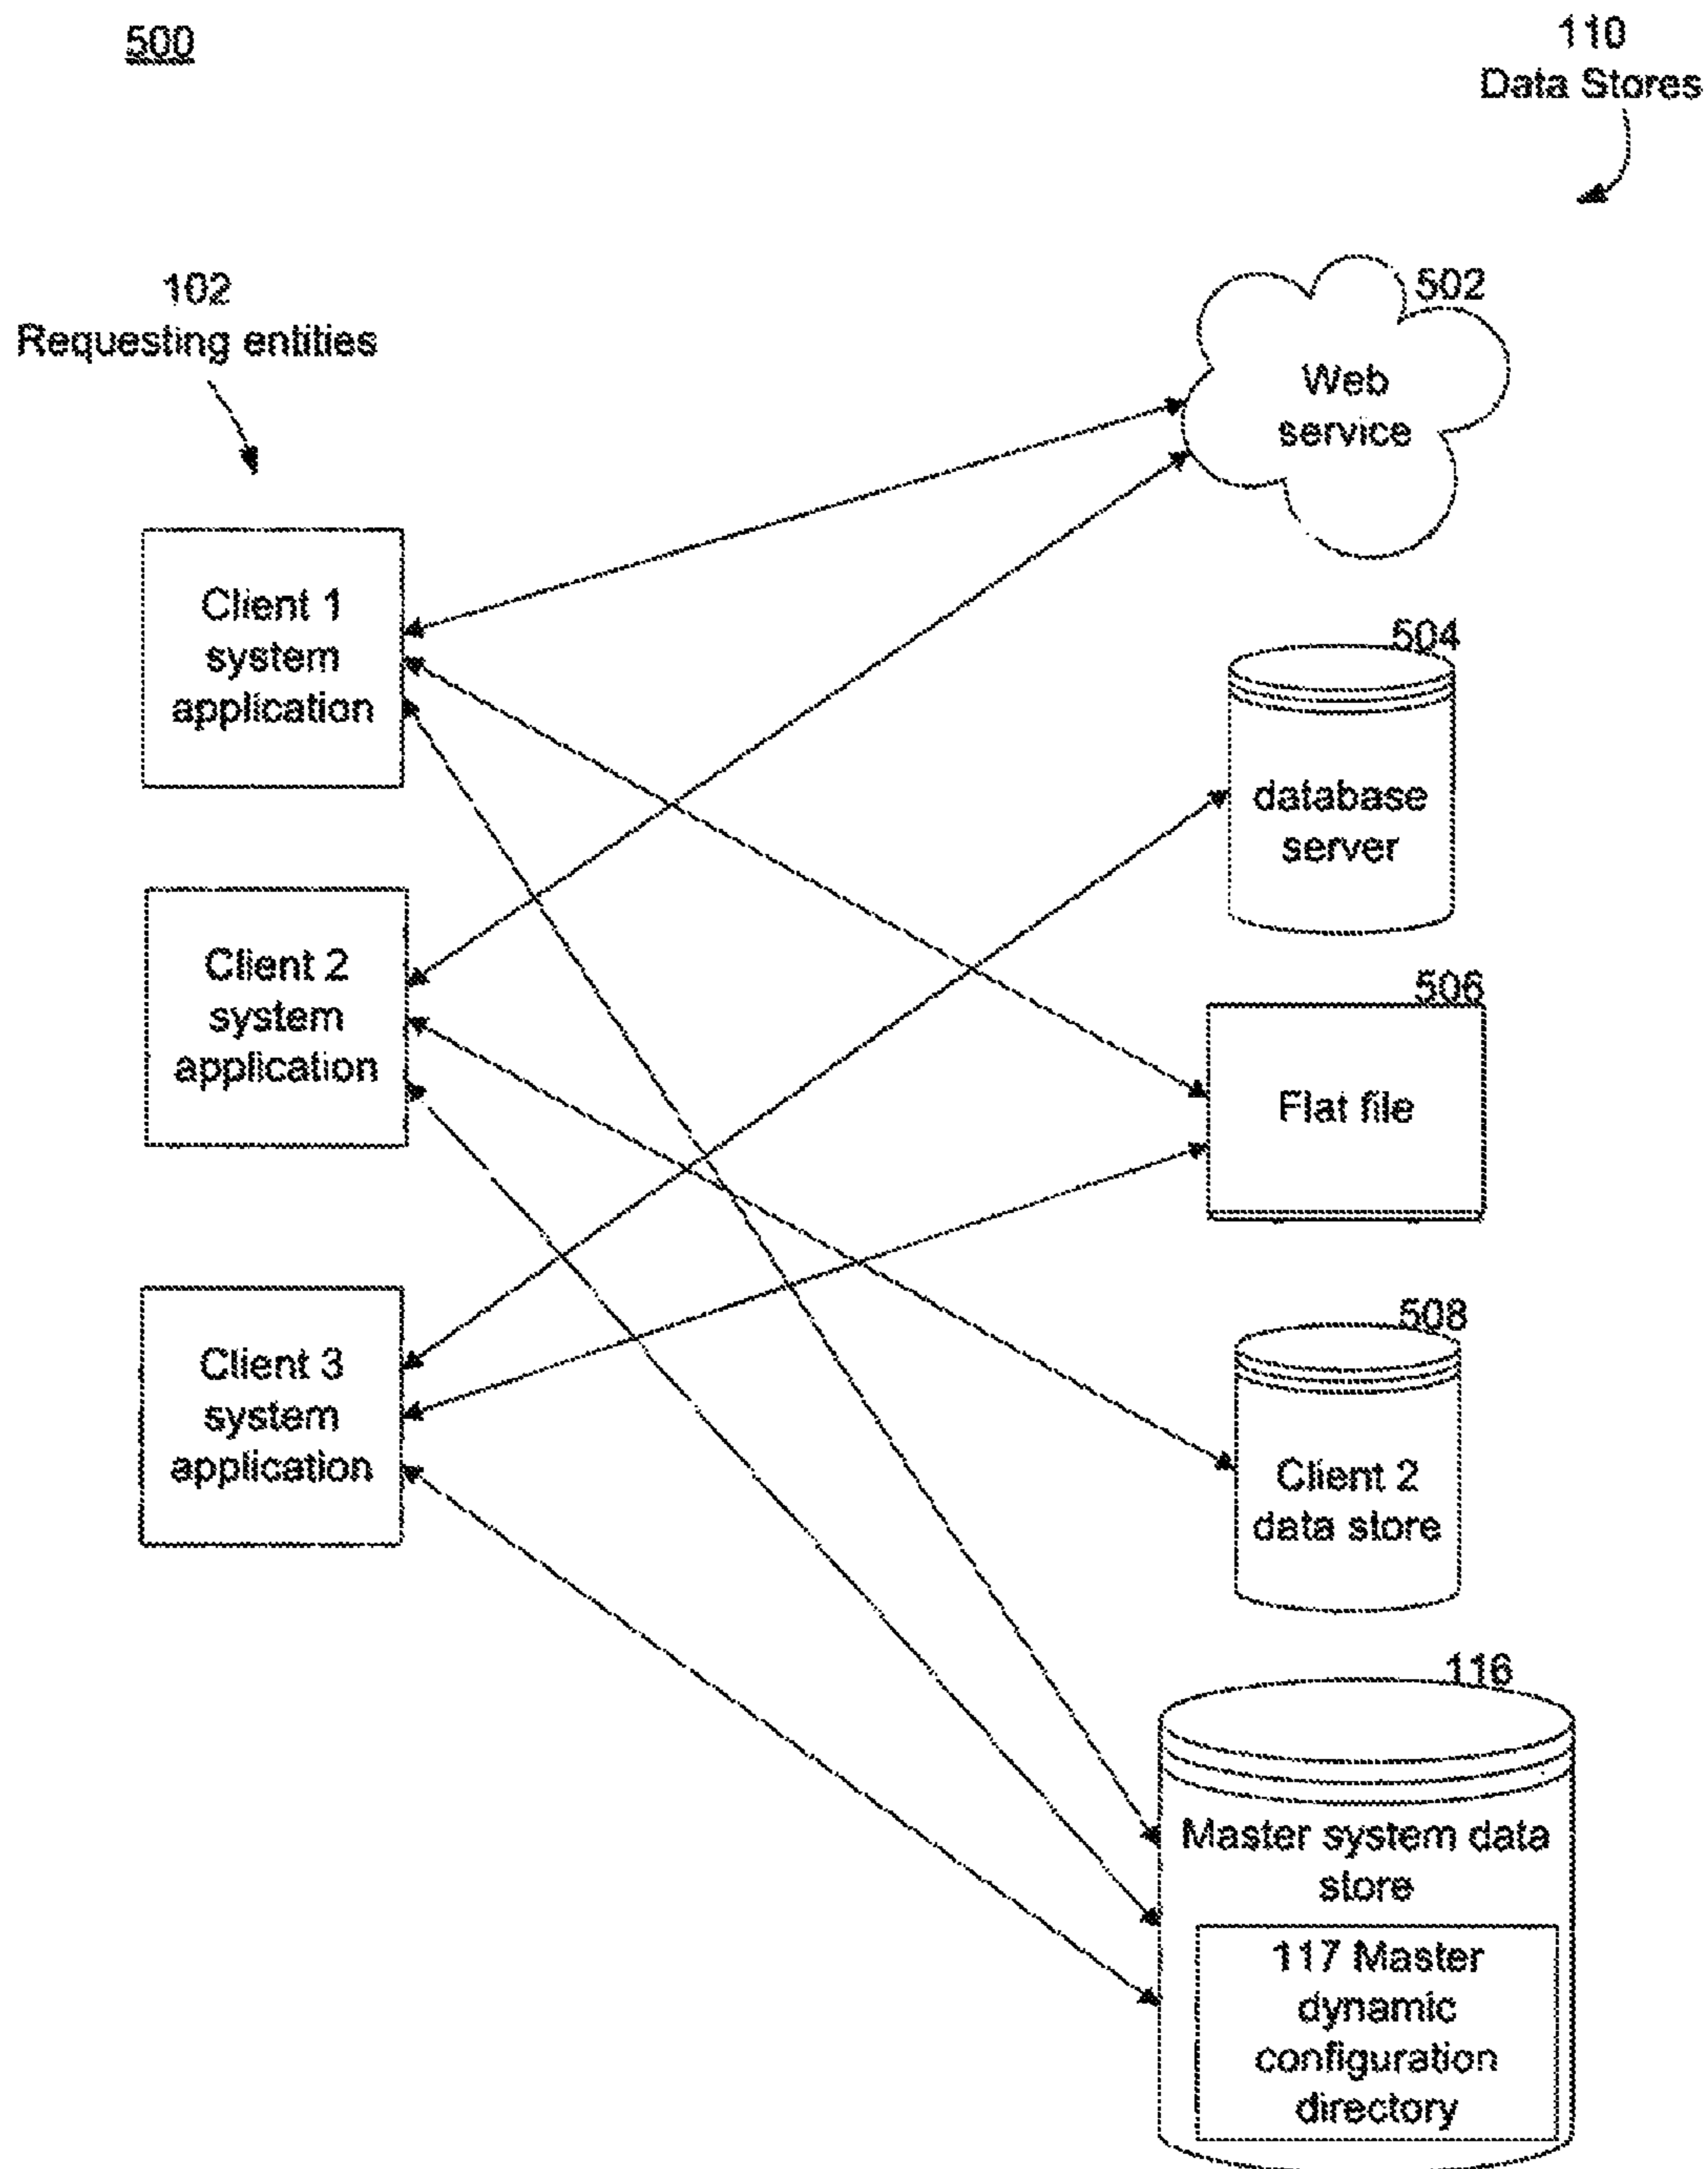 500
110
Data Stores
102
Requesting entities
502
Web
service
Client 1
system
application
504
database
server
Client 2
system
application
506
Flat file
Client 3
system
application
508
Client 2
data store
116
Master system data
store
117 Master
dynamic
configuration
directory